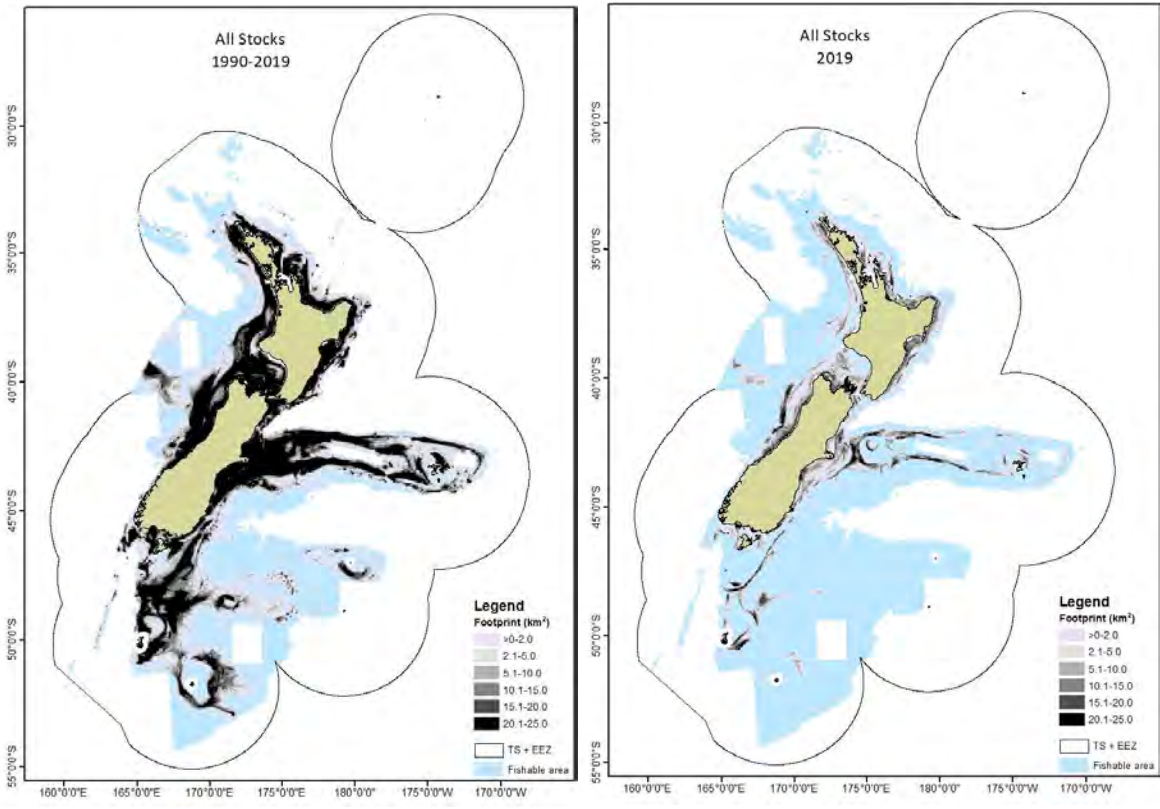 All Stocks
1990-2019
30°0'0"S
35°0'0"S
40°0'0"S
45°0'0"S
50°0'0"S
55°0'0"S
Legend
Footprint (km²)
>0-2.0
2.1-5.0
5.1-10.0
10.1-15.0
15.1-20.0
20.1-25.0
TS + EEZ
Fishable area
160°0'0"E
165°0'0"E
170°0'0"E
175°0'0"E
180°0'0"
175°0'0"W
170°0'0"W
All Stocks
2019
30°0'0"S
35°0'0"S
40°0'0"S
45°0'0"S
50°0'0"S
55°0'0"S
Legend
Footprint (km²)
>0-2.0
2.1-5.0
5.1-10.0
10.1-15.0
15.1-20.0
20.1-25.0
TS + EEZ
Fishable area
160°0'0"E
165°0'0"E
170°0'0"E
175°0'0"E
180°0'0"
175°0'0"W
170°0'0"W